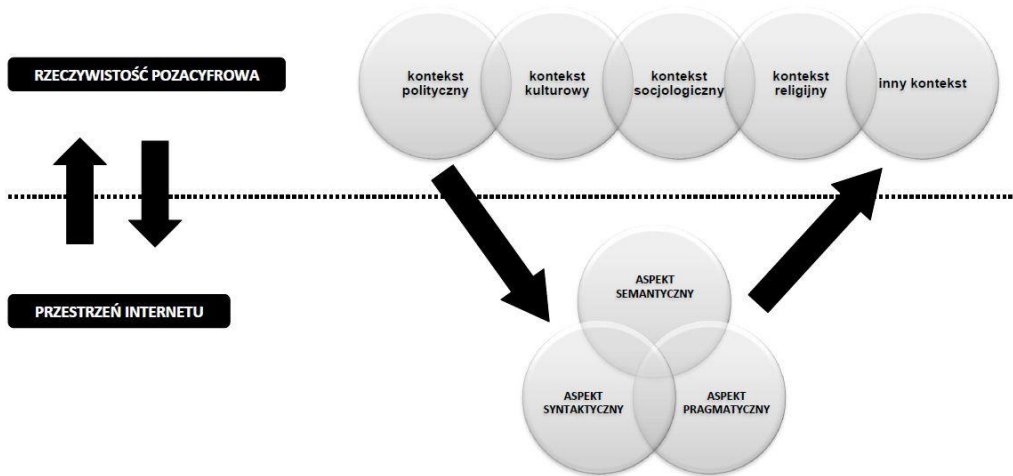 RZECZYWISTOŚĆ POZACYFROWA
kontekst
polityczny
kontekst
kulturowy
kontekst
socjologiczny
kontekst
religijny
inny kontekst
PRZESTRZEŃ INTERNETU
ASPEKT
SEMANTYCZNY
ASPEKT
SYNTAKTYCZNY
ASPEKT
PRAGMATYCZNY